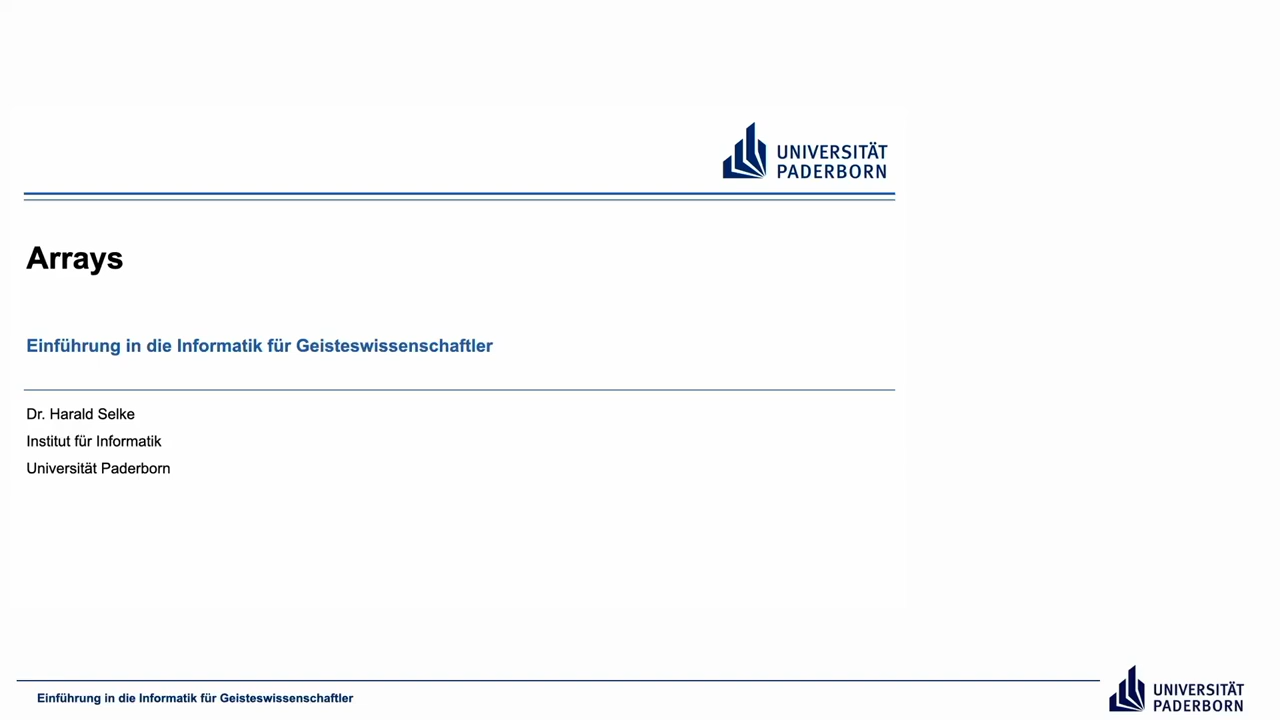 UNIVERSITÄT
PADERBORN
Arrays
Einführung in die Informatik für Geisteswissenschaftler
Dr. Harald Selke
Institut für Informatik
Universität Paderborn
Einführung in die Informatik für Geisteswissenschaftler
UNIVERSITÄT
PADERBORN